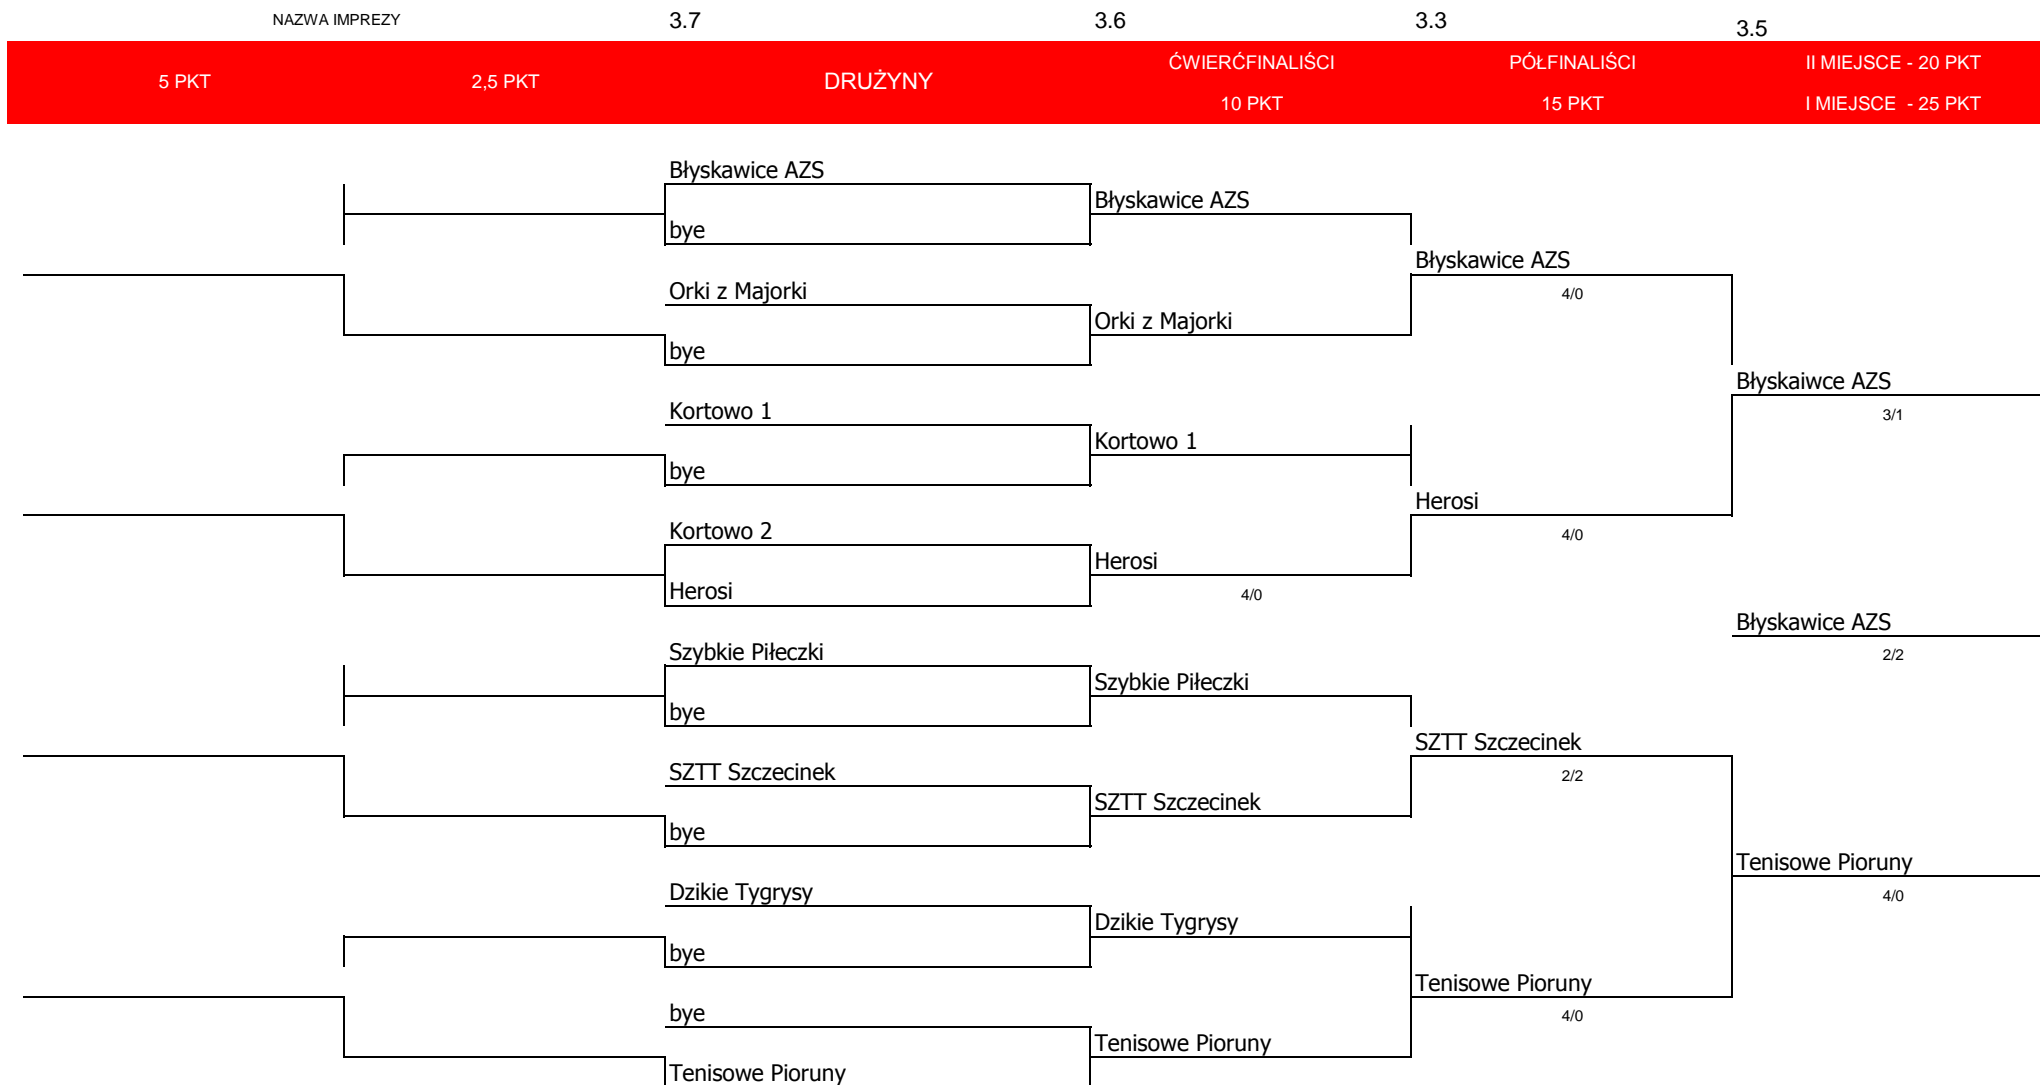 NAZWA IMPREZY 3.7 3.6 3.3 3.5
5 PKT 2,5 PKT DRUŻYNY ĆWIERĆFINALIŚCI PÓŁFINALIŚCI II MIEJSCE - 20 PKT
10 PKT 15 PKT I MIEJSCE - 25 PKT
Błyskawice AZS
Błyskawice AZS
bye
Błyskawice AZS
Orki z Majorki 4/0
Orki z Majorki
bye
Błyskaiwce AZS
Kortowo 1 3/1
Kortowo 1
bye
Herosi
Kortowo 2 4/0
Herosi
Herosi 4/0
Błyskawice AZS
Szybkie Piłeczki 2/2
Szybkie Piłeczki
bye
SZTT Szczecinek
SZTT Szczecinek 2/2
SZTT Szczecinek
bye
Tenisowe Pioruny
Dzikie Tygrysy 4/0
Dzikie Tygrysy
bye
Tenisowe Pioruny
bye 4/0
Tenisowe Pioruny
Tenisowe Pioruny